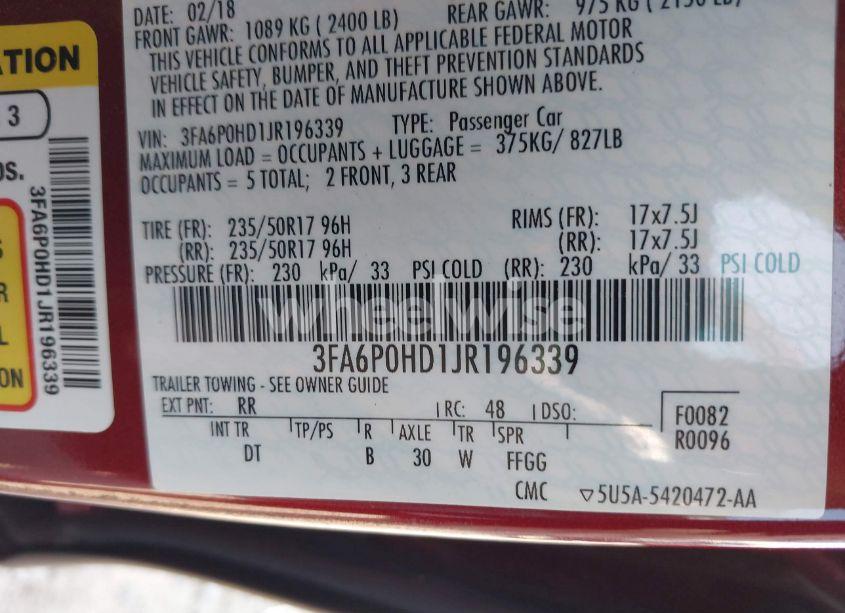 DATE: 02/18
FRONT GAWR: 1089 KG ( 2400 LB) REAR GAWR: 975 KG ( 2150 LB)
THIS VEHICLE CONFORMS TO ALL APPLICABLE FEDERAL MOTOR
VEHICLE SAFETY, BUMPER, AND THEFT PREVENTION STANDARDS
IN EFFECT ON THE DATE OF MANUFACTURE SHOWN ABOVE.
VIN: 3FA6P0HD1JR196339 TYPE: Passenger Car
MAXIMUM LOAD = OCCUPANTS + LUGGAGE = 375KG/ 827LB
OCCUPANTS = 5 TOTAL; 2 FRONT, 3 REAR
TIRE (FR): 235/50R17 96H RIMS (FR): 17x7.5J
(RR): 235/50R17 96H (RR): 17x7.5J
PRESSURE (FR): 230 kPa/ 33 PSI COLD (RR): 230 kPa/ 33 PSI COLD
wheelwise
3FA6P0HD1JR196339
TRAILER TOWING - SEE OWNER GUIDE
EXT PNT: RR RC: 48 DSO:
F0082
R0096
INT TR TP/PS R AXLE TR SPR
DT B 30 W FFGG
CMC ▽5U5A-5420472-AA
ATION
3
3FA6P0HD1JR196339
ON